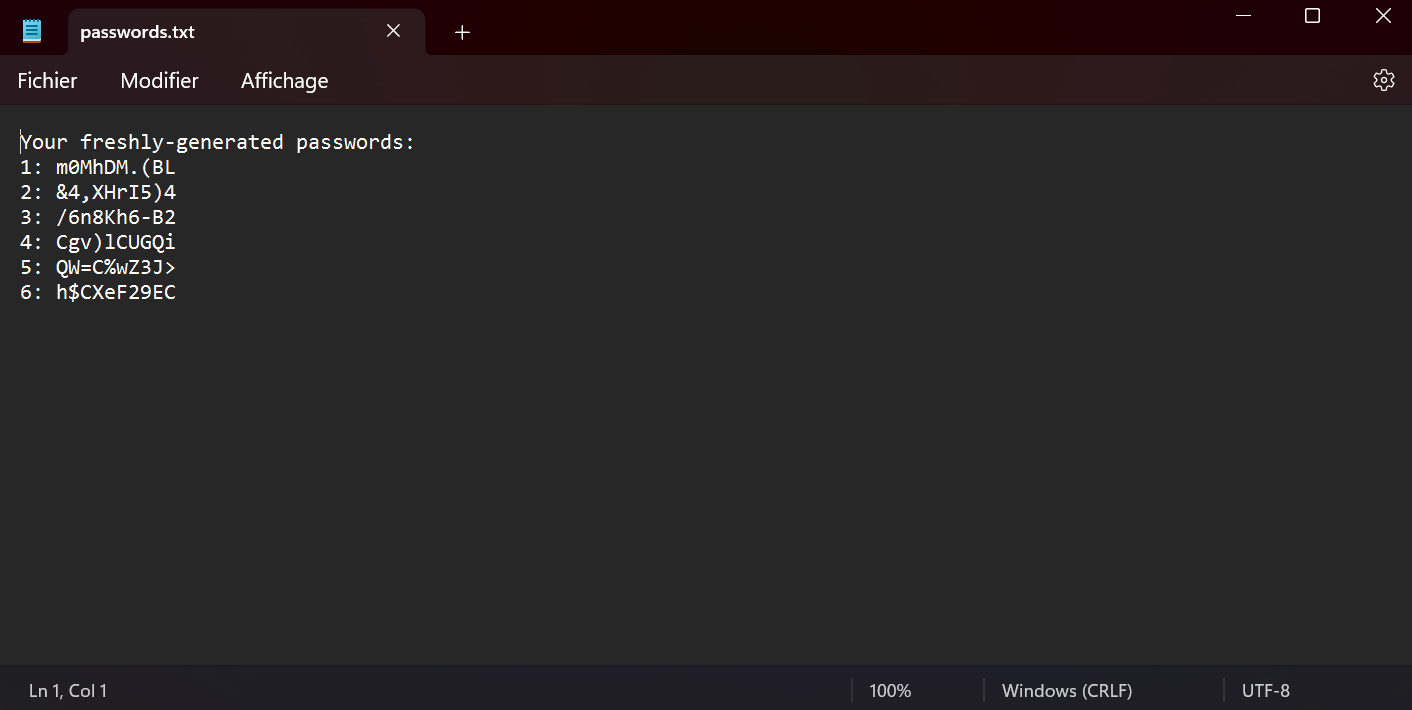 passwords.txt
Fichier Modifier Affichage
Your freshly-generated passwords:
1: m0MhDM.(BL
2: &4,XHrI5)4
3: /6n8Kh6-B2
4: Cgv)lCUGQi
5: QW=C%wZ3J>
6: h$CXeF29EC
Ln 1, Col 1 100% Windows (CRLF) UTF-8